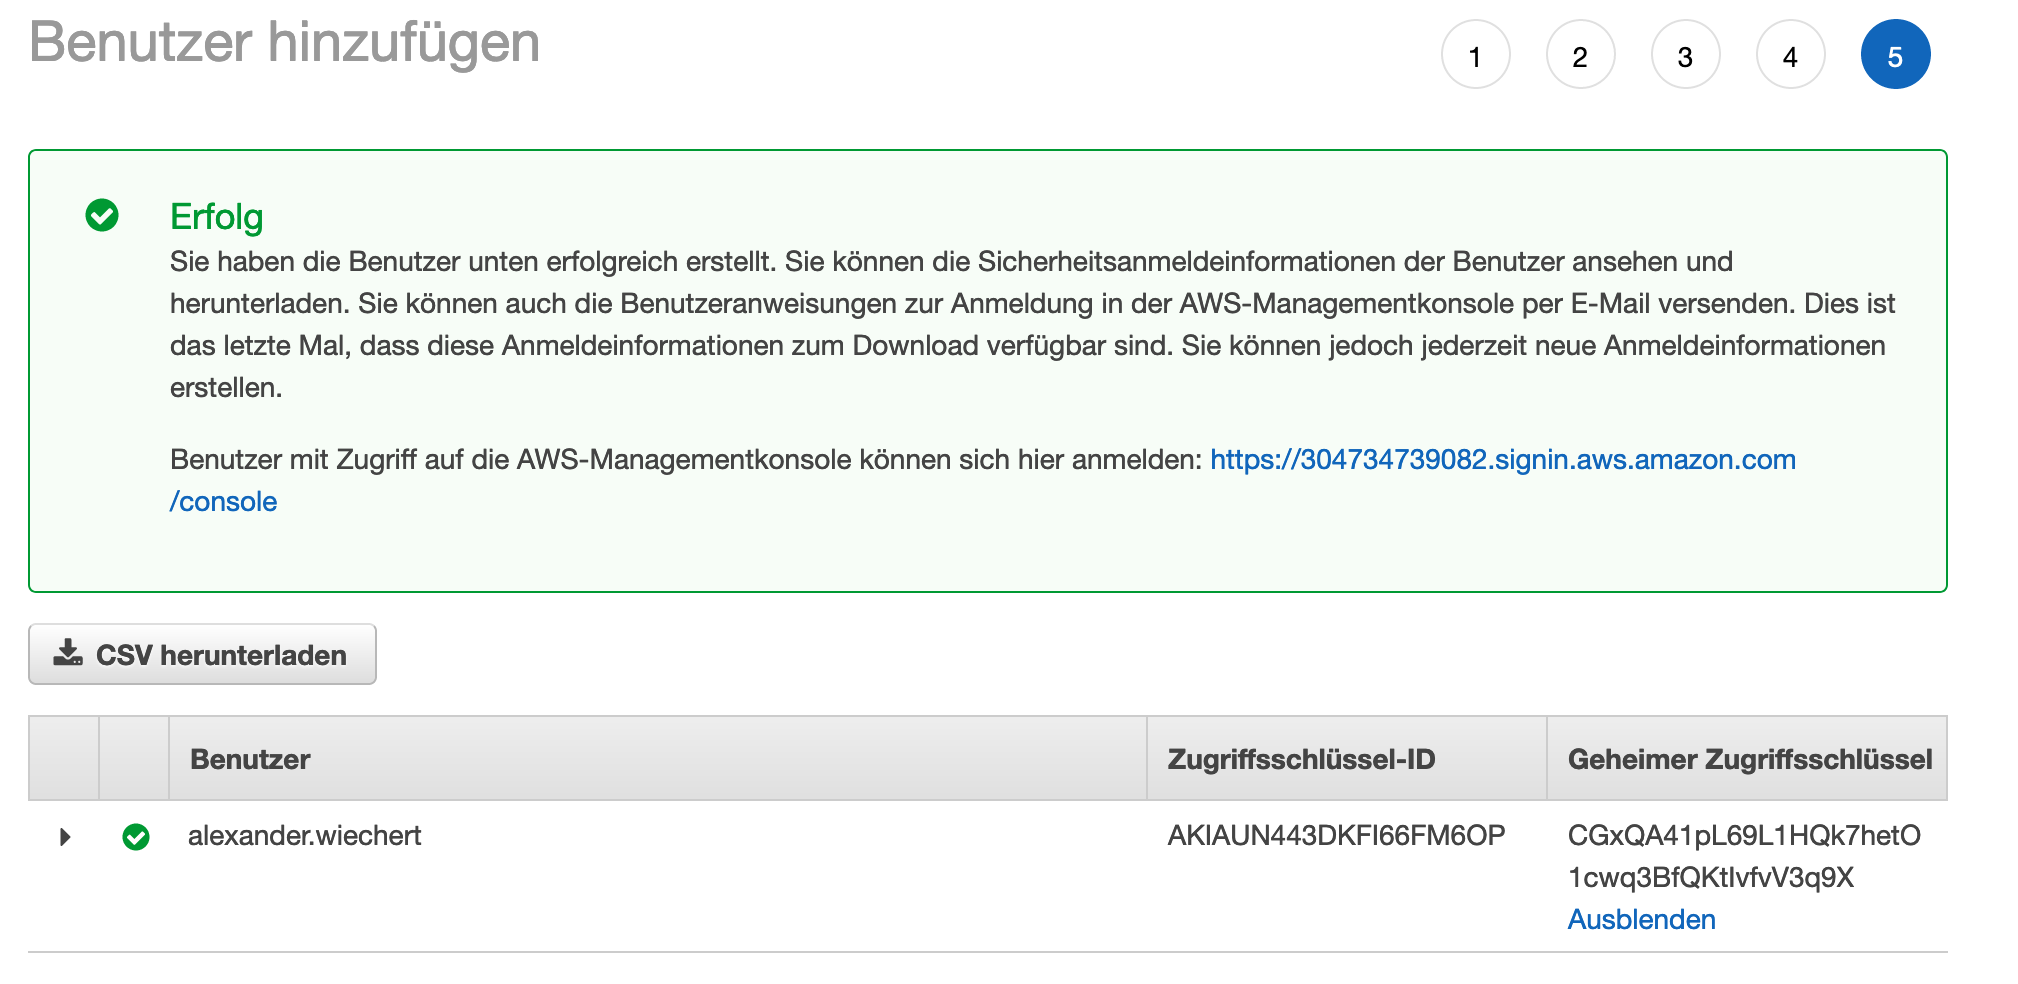 Benutzer hinzufügen
1 2 3 4 5
Erfolg
Sie haben die Benutzer unten erfolgreich erstellt. Sie können die Sicherheitsanmeldeinformationen der Benutzer ansehen und
herunterladen. Sie können auch die Benutzeranweisungen zur Anmeldung in der AWS-Managementkonsole per E-Mail versenden. Dies ist
das letzte Mal, dass diese Anmeldeinformationen zum Download verfügbar sind. Sie können jedoch jederzeit neue Anmeldeinformationen
erstellen.
Benutzer mit Zugriff auf die AWS-Managementkonsole können sich hier anmelden: https://304734739082.signin.aws.amazon.com
/console
CSV herunterladen
Benutzer Zugriffsschlüssel-ID Geheimer Zugriffsschlüssel
alexander.wiechert AKIAUN443DKFI66FM6OP CGxQA41pL69L1HQk7hetO
1cwq3BfQKtIvfvV3q9X
Ausblenden